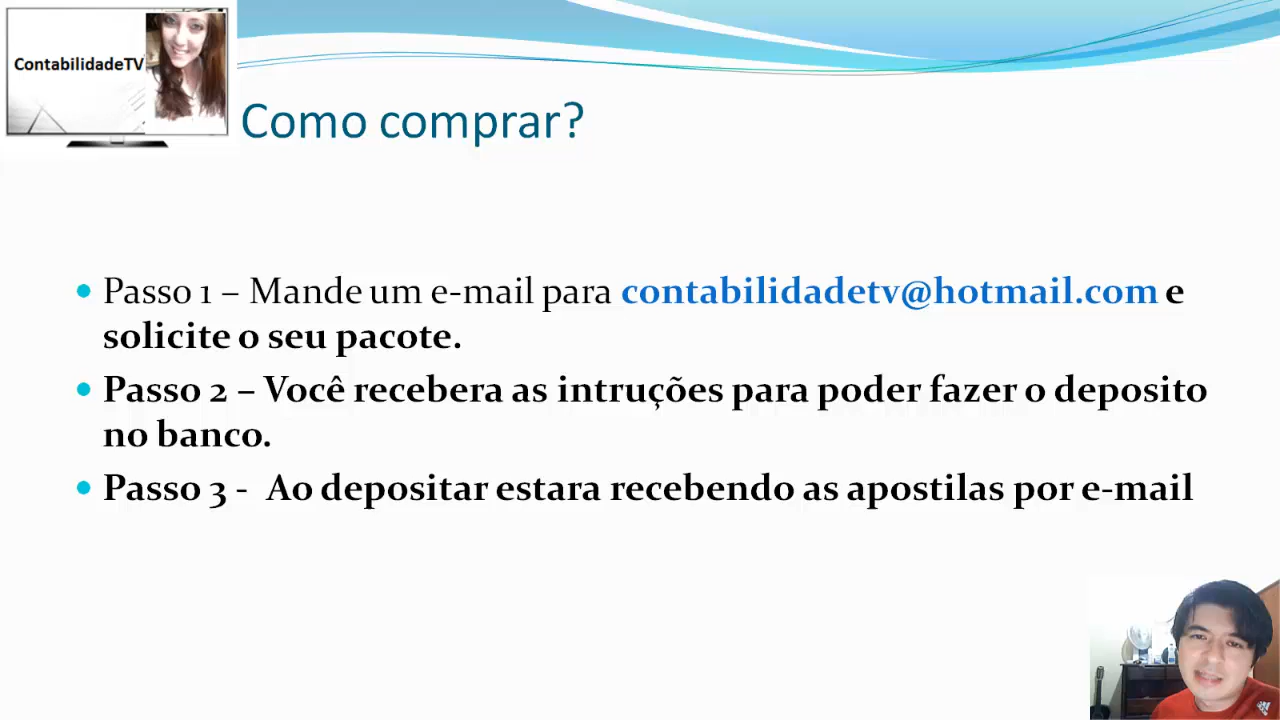 ContabilidadeTV
Como comprar?
Passo 1 – Mande um e-mail para contabilidadetv@hotmail.com e
solicite o seu pacote.
Passo 2 – Você recebera as intruções para poder fazer o deposito
no banco.
Passo 3 - Ao depositar estara recebendo as apostilas por e-mail